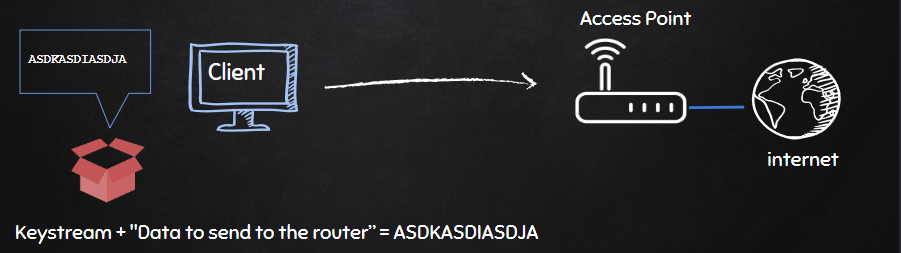 Access Point
ASDKASDIASDJA
Client
internet
Keystream + "Data to send to the router” = ASDKASDIASDJA